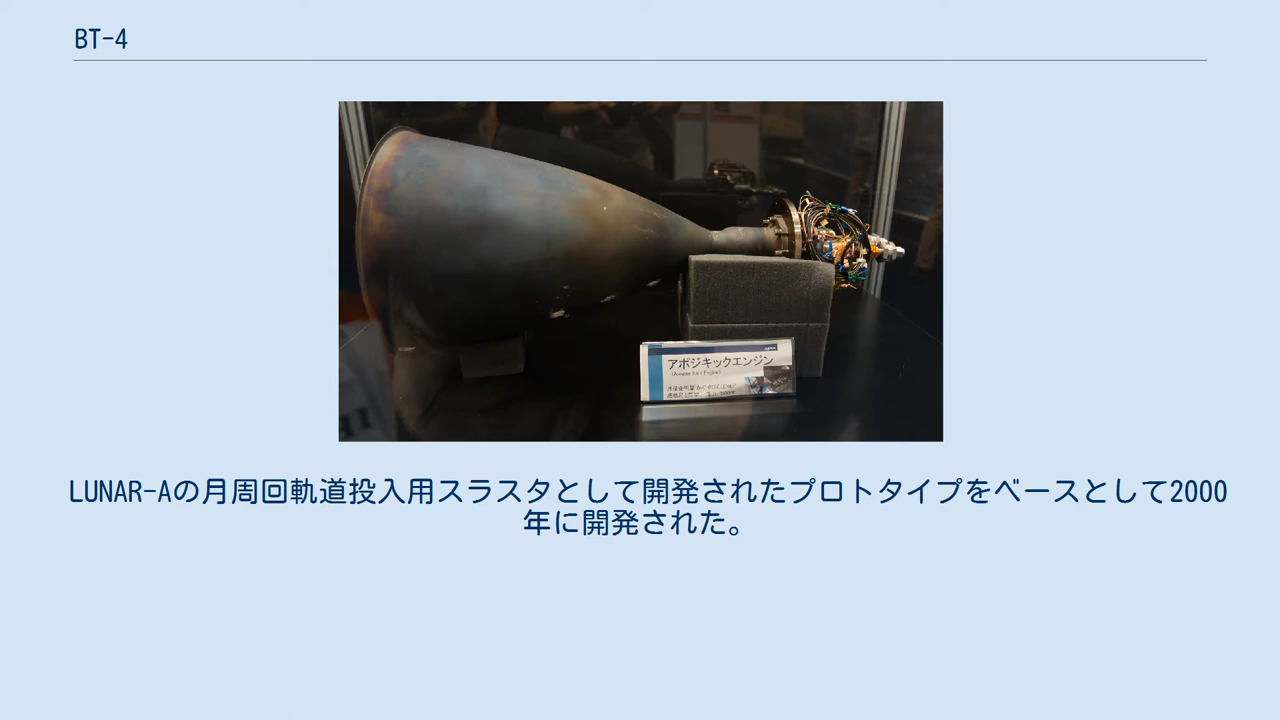 BT-4
アポジキックエンジン
LUNAR-Aの月周回軌道投入用スラスタとして開発されたプロトタイプをベースとして2000
年に開発された。